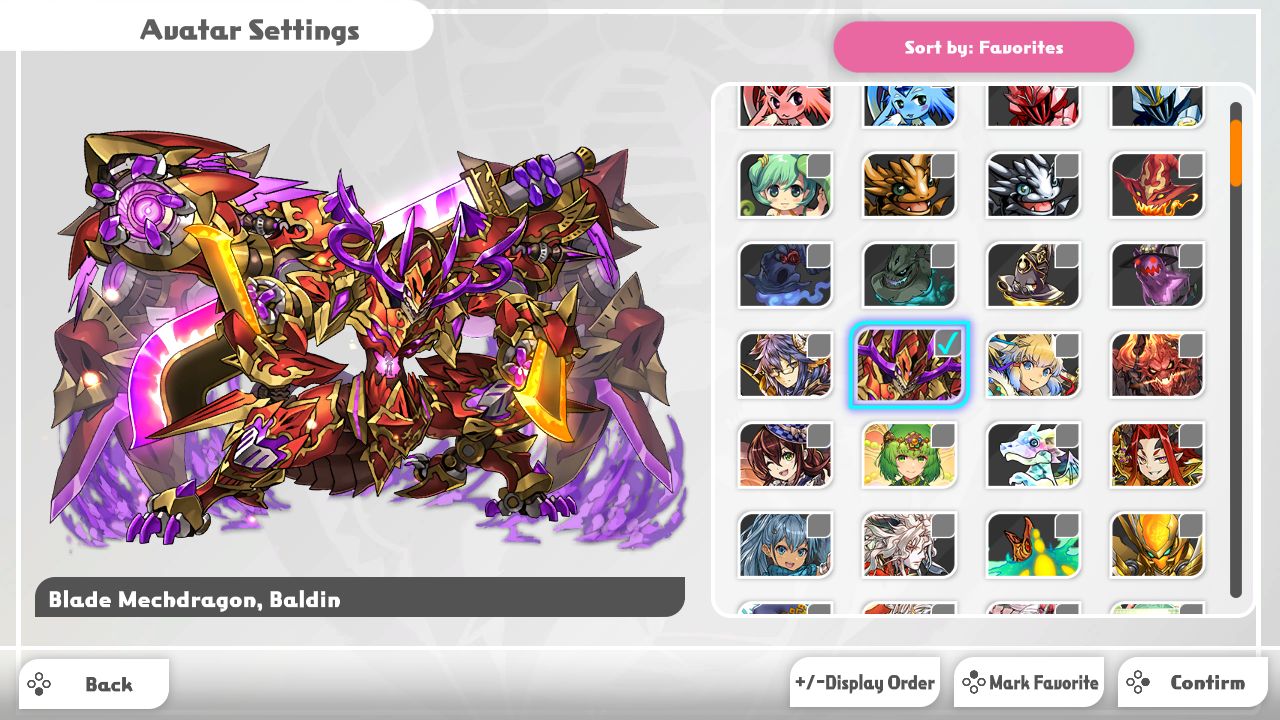 Avatar Settings
Sort by: Favorites
Blade Mechdragon, Baldin
Back
+/-Display Order
Mark Favorite
Confirm